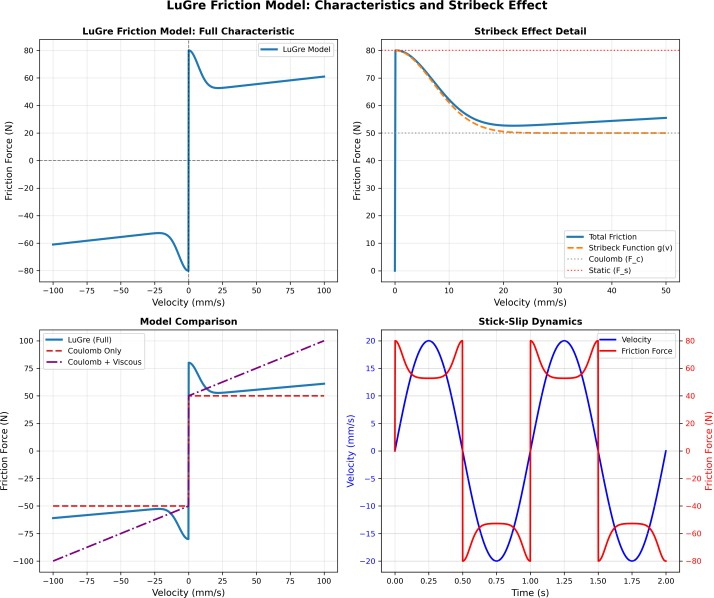 LuGre Friction Model: Characteristics and Stribeck Effect
LuGre Friction Model: Full Characteristic
80
60
40
20
0
−20
−40
−60
−80
Friction Force (N)
LuGre Model
−100 −75 −50 −25 0 25 50 75 100
Velocity (mm/s)
Stribeck Effect Detail
80
70
60
50
40
30
20
10
0
Friction Force (N)
Total Friction
Stribeck Function g(v)
Coulomb (F_c)
Static (F_s)
0 10 20 30 40 50
Velocity (mm/s)
Model Comparison
100
75
50
25
0
−25
−50
−75
−100
Friction Force (N)
LuGre (Full)
Coulomb Only
Coulomb + Viscous
−100 −75 −50 −25 0 25 50 75 100
Velocity (mm/s)
Stick-Slip Dynamics
20
15
10
5
0
−5
−10
−15
−20
Velocity (mm/s)
Velocity
Friction Force
80
60
40
20
0
−20
−40
−60
−80
Friction Force (N)
0.00 0.25 0.50 0.75 1.00 1.25 1.50 1.75 2.00
Time (s)